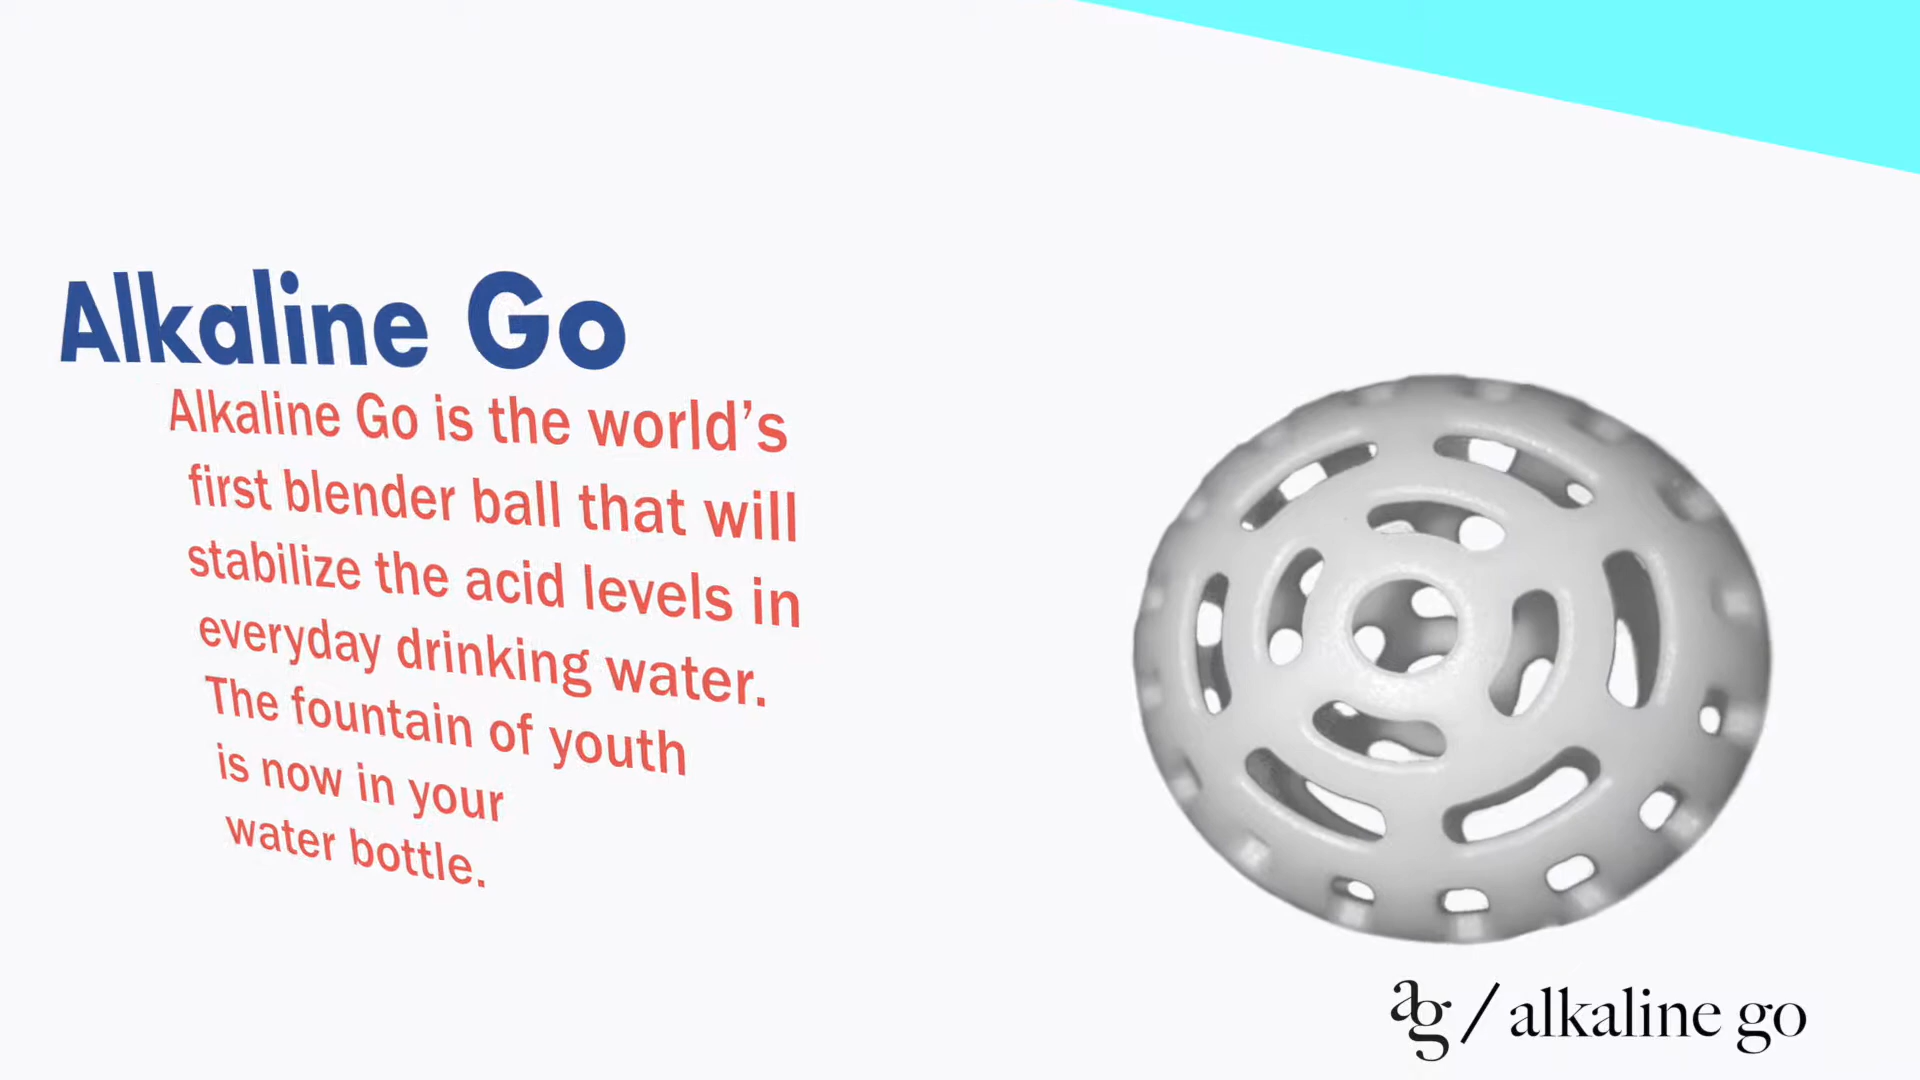 Alkaline Go
Alkaline Go is the world’s
first blender ball that will
stabilize the acid levels in
everyday drinking water.
The fountain of youth
is now in your
water bottle.
ag / alkaline go